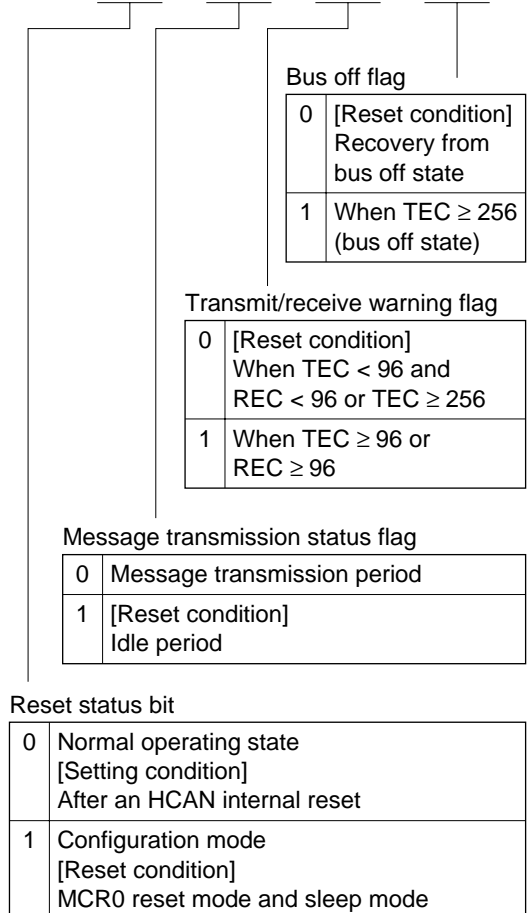 Bus off flag
0 [Reset condition]
Recovery from
bus off state
1 When TEC ≥ 256
(bus off state)
Transmit/receive warning flag
0 [Reset condition]
When TEC < 96 and
REC < 96 or TEC ≥ 256
1 When TEC ≥ 96 or
REC ≥ 96
Message transmission status flag
0 Message transmission period
1 [Reset condition]
Idle period
Reset status bit
0 Normal operating state
[Setting condition]
After an HCAN internal reset
1 Configuration mode
[Reset condition]
MCR0 reset mode and sleep mode